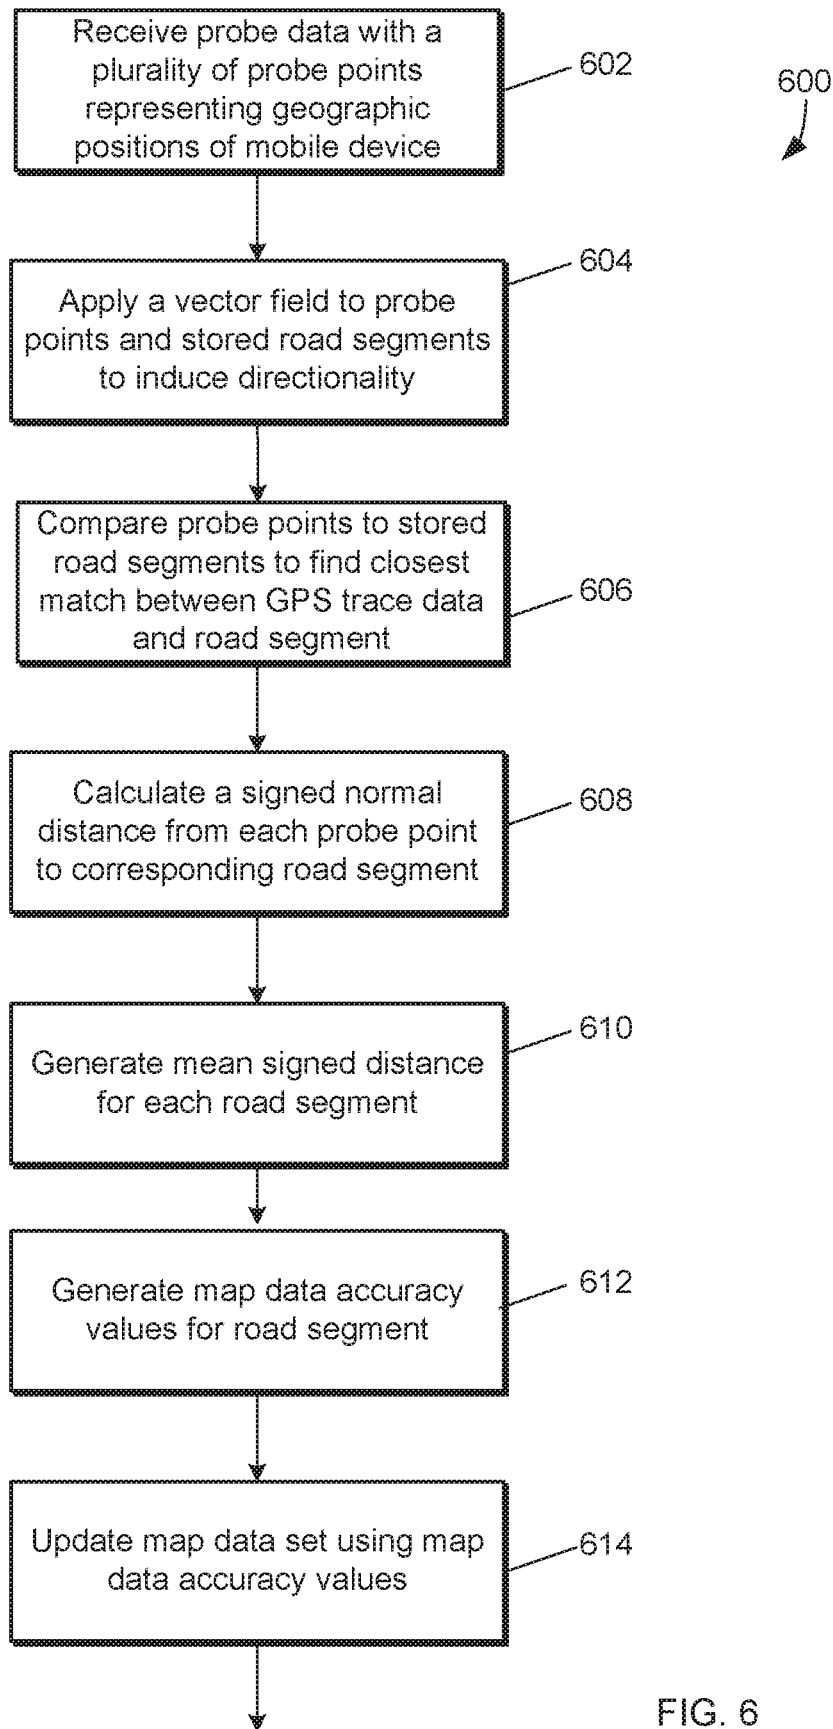 Receive probe data with a
plurality of probe points
representing geographic
positions of mobile device
602
600
Apply a vector field to probe
points and stored road segments
to induce directionality
604
Compare probe points to stored
road segments to find closest
match between GPS trace data
and road segment
606
Calculate a signed normal
distance from each probe point
to corresponding road segment
608
Generate mean signed distance
for each road segment
610
Generate map data accuracy
values for road segment
612
Update map data set using map
data accuracy values
614
FIG. 6